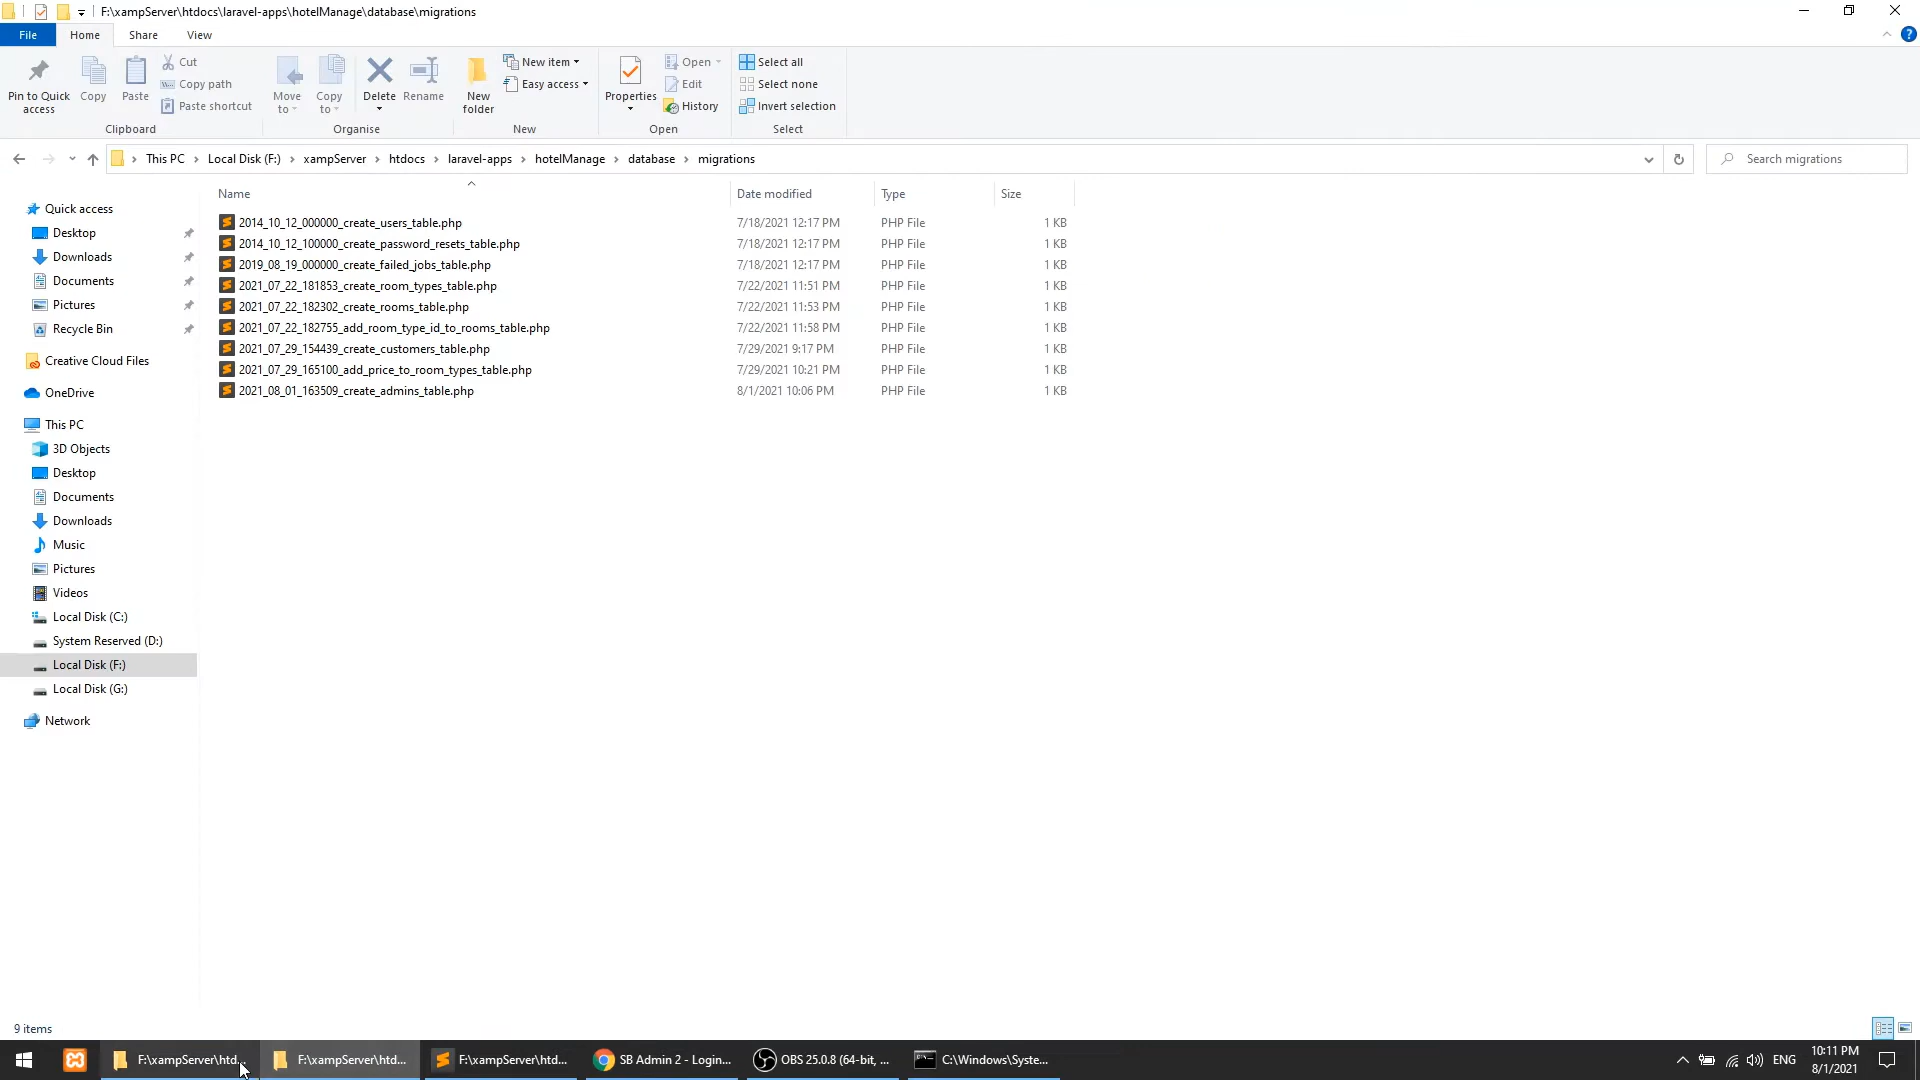 F:\xampServer\htdocs\laravel-apps\hotelManage\database\migrations
File Home Share View
Pin to Quick access
Copy
Paste
Cut
Copy path
Paste shortcut
Clipboard
Move to
Copy to
Delete
Rename
Organise
New folder
New item
Easy access
New
Properties
Open
Edit
History
Open
Select all
Select none
Invert selection
Select
This PC > Local Disk (F:) > xampServer > htdocs > laravel-apps > hotelManage > database > migrations
Search migrations
Name Date modified Type Size
2014_10_12_000000_create_users_table.php 7/18/2021 12:17 PM PHP File 1 KB
2014_10_12_100000_create_password_resets_table.php 7/18/2021 12:17 PM PHP File 1 KB
2019_08_19_000000_create_failed_jobs_table.php 7/18/2021 12:17 PM PHP File 1 KB
2021_07_22_181853_create_room_types_table.php 7/22/2021 11:51 PM PHP File 1 KB
2021_07_22_182302_create_rooms_table.php 7/22/2021 11:53 PM PHP File 1 KB
2021_07_22_182755_add_room_type_id_to_rooms_table.php 7/22/2021 11:58 PM PHP File 1 KB
2021_07_29_154439_create_customers_table.php 7/29/2021 9:17 PM PHP File 1 KB
2021_07_29_165100_add_price_to_room_types_table.php 7/29/2021 10:21 PM PHP File 1 KB
2021_08_01_163509_create_admins_table.php 8/1/2021 10:06 PM PHP File 1 KB
Quick access
Desktop
Downloads
Documents
Pictures
Recycle Bin
Creative Cloud Files
OneDrive
This PC
3D Objects
Desktop
Documents
Downloads
Music
Pictures
Videos
Local Disk (C:)
System Reserved (D:)
Local Disk (F:)
Local Disk (G:)
Network
9 items
F:\xampServer\htd...
F:\xampServer\htd...
F:\xampServer\htd...
SB Admin 2 - Login...
OBS 25.0.8 (64-bit, ...
C:\Windows\Syste...
ENG
10:11 PM
8/1/2021